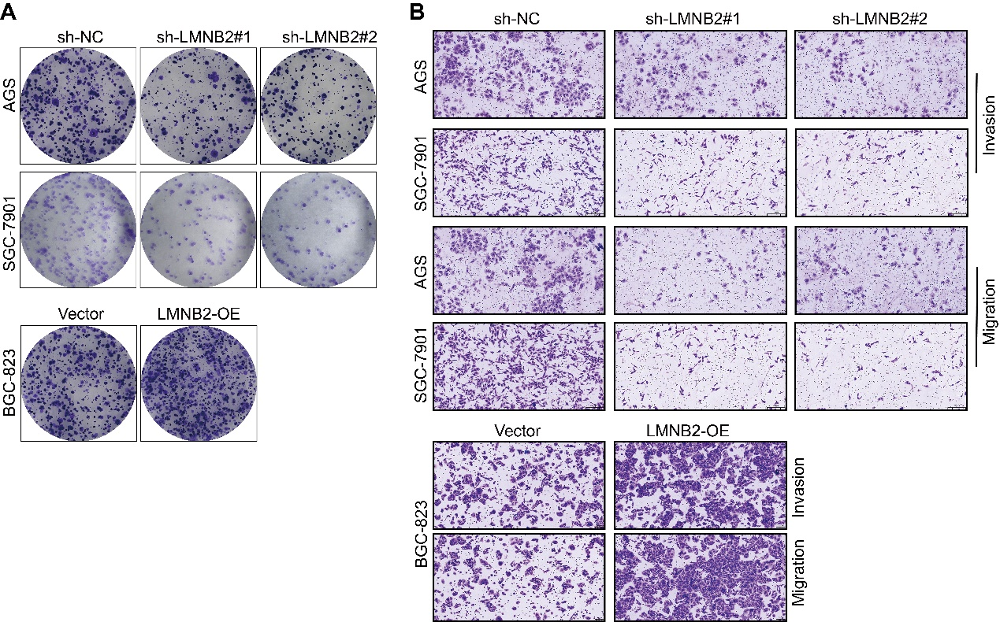 A
sh-NC sh-LMNB2#1 sh-LMNB2#2
AGS
SGC-7901
Vector LMNB2-OE
BGC-823
B
sh-NC sh-LMNB2#1 sh-LMNB2#2
AGS
SGC-7901
Invasion
AGS
SGC-7901
Migration
Vector LMNB2-OE
BGC-823
Invasion
Migration